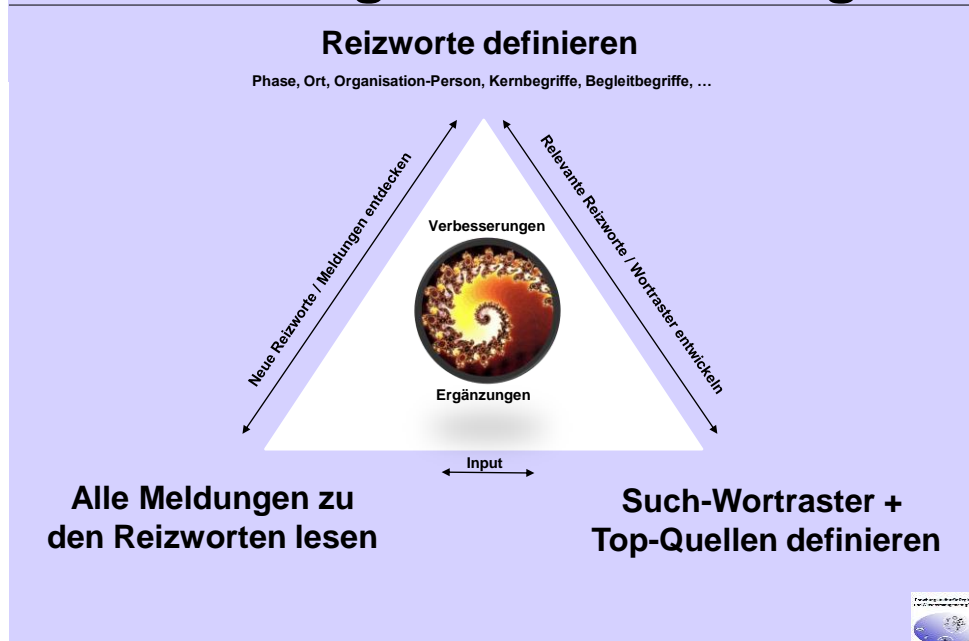 Reizworte definieren
Phase, Ort, Organisation-Person, Kernbegriffe, Begleitbegriffe, …
Neue Reizworte / Meldungen entdecken
Relevante Reizworte / Wortraster entwickeln
Verbesserungen
Ergänzungen
Input
Alle Meldungen zu
den Reizworten lesen
Such-Wortraster +
Top-Quellen definieren